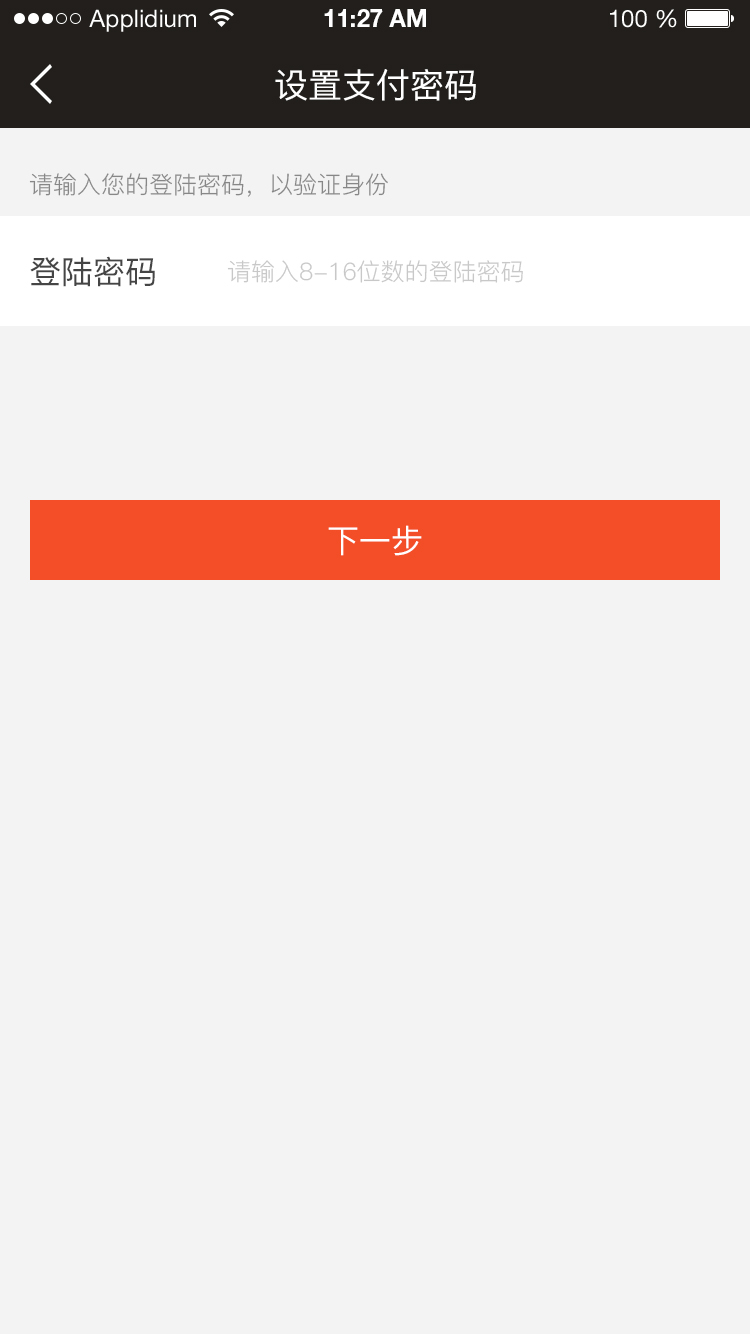 Applidium 11:27 AM 100 %
设置支付密码
请输入您的登陆密码，以验证身份
登陆密码 请输入8-16位数的登陆密码
下一步